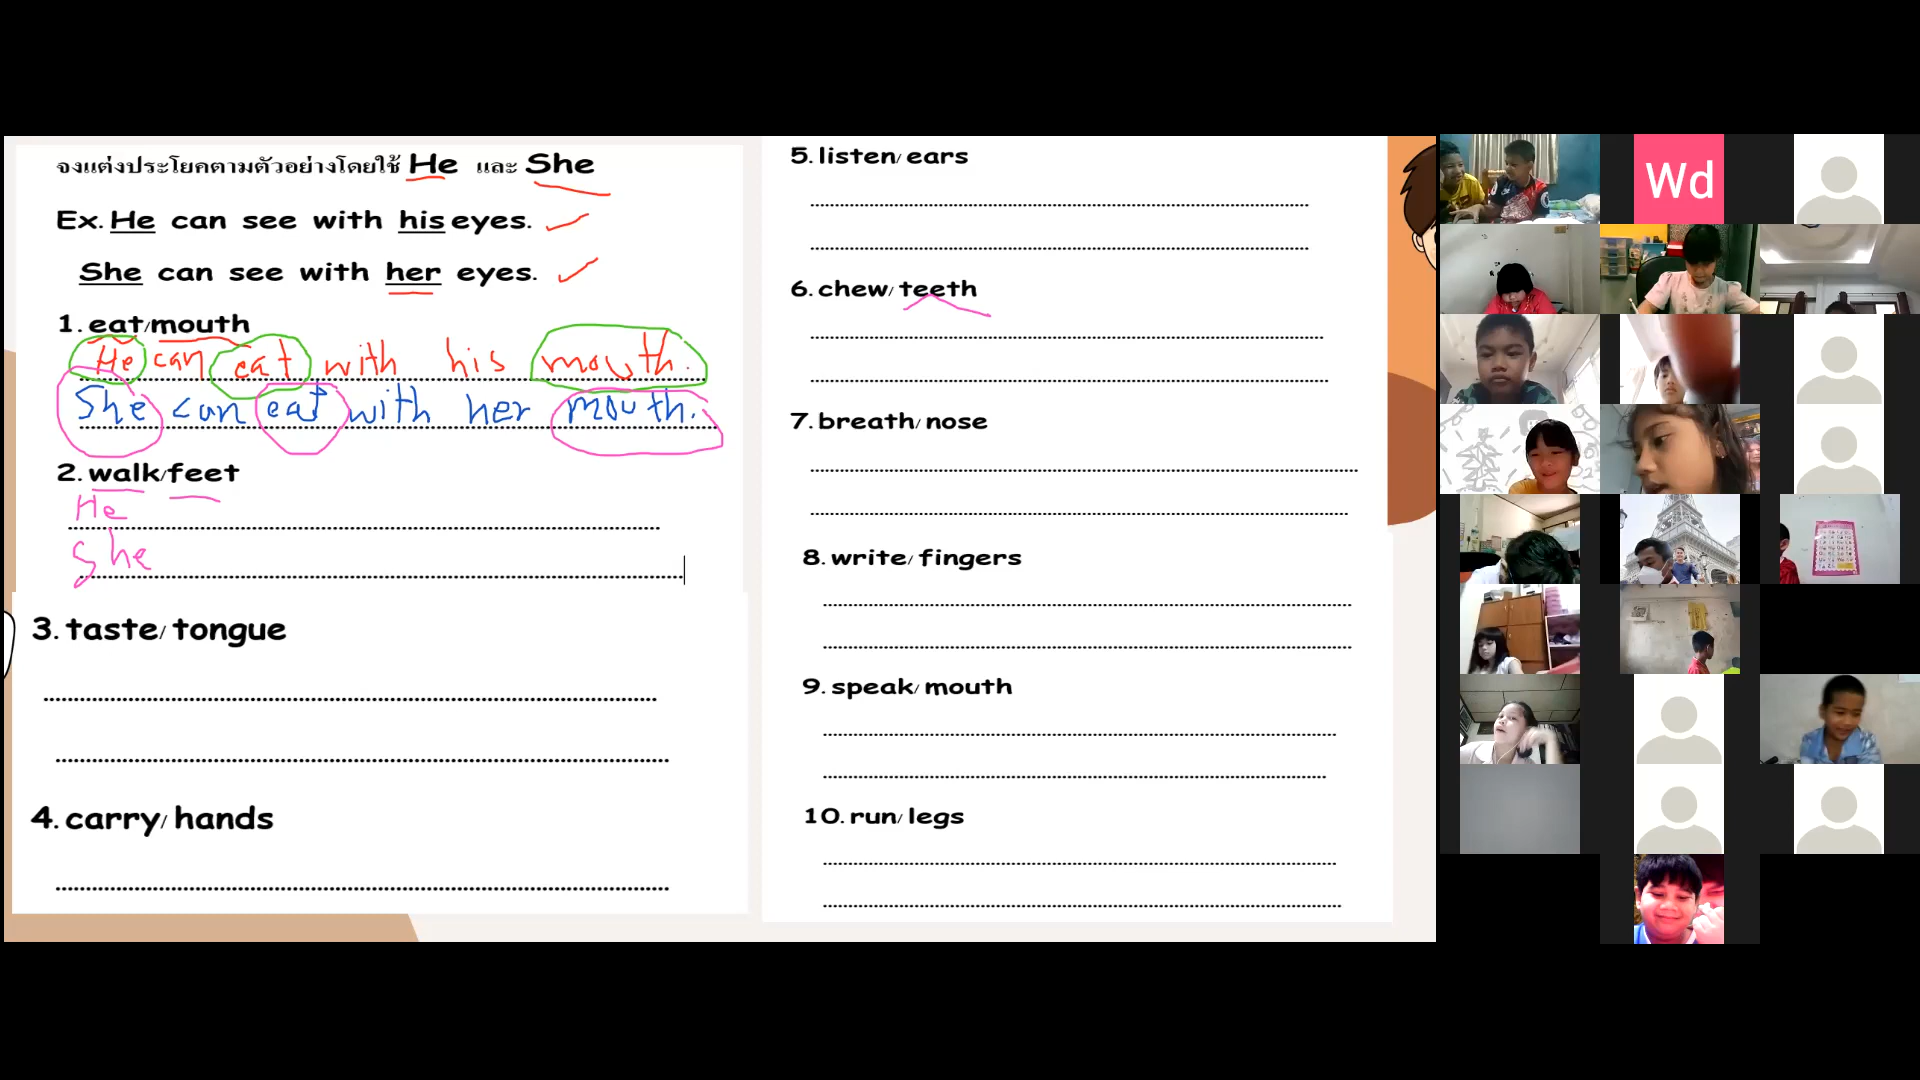 จงแต่งประโยคตามตัวอย่างโดยใช้ He และ She
Ex. He can see with his eyes.
She can see with her eyes.
1. eat/mouth
He can eat with his mouth.
She can eat with her mouth.
2. walk/feet
He
She
3. taste/ tongue
4. carry/ hands
5. listen/ ears
6. chew/ teeth
7. breath/ nose
8. write/ fingers
9. speak/ mouth
10. run/ legs
Wd